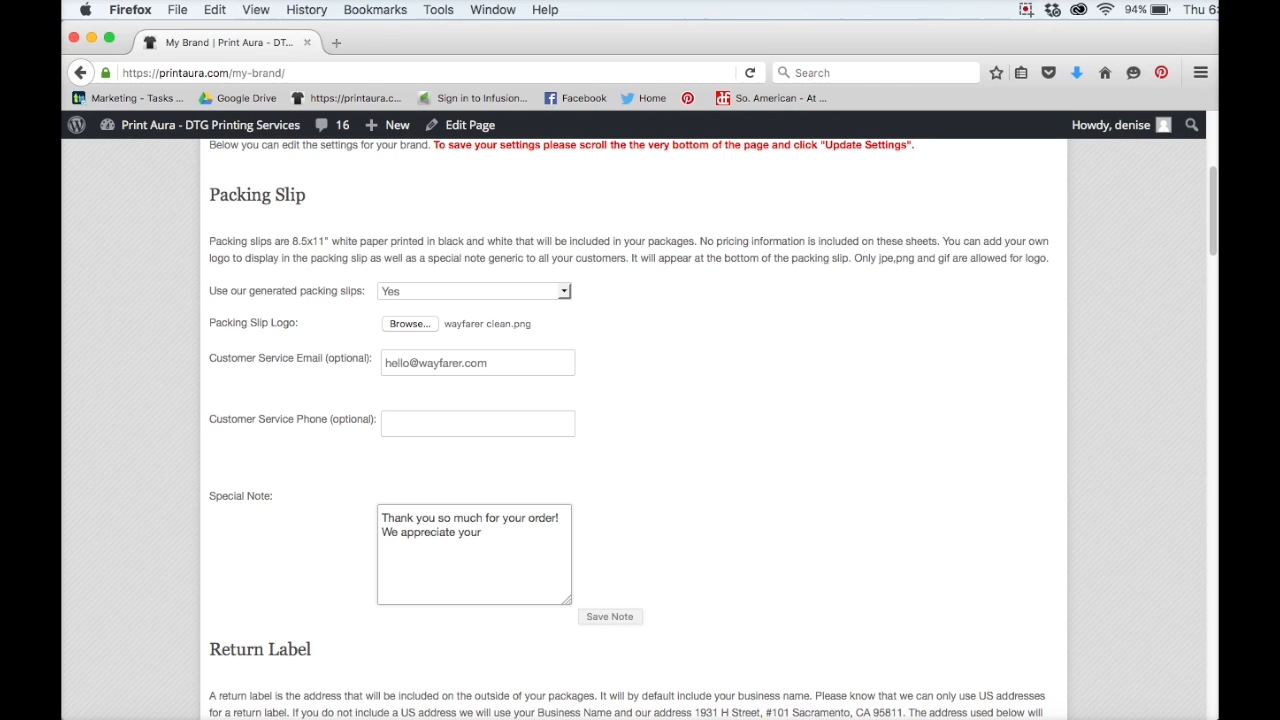 Firefox File Edit View History Bookmarks Tools Window Help 94% Thu 6:
My Brand | Print Aura - DT...
https://printaura.com/my-brand/ Search
Marketing - Tasks ... Google Drive https://printaura.c... Sign in to Infusion... Facebook Home So. American - At ...
Print Aura - DTG Printing Services 16 New Edit Page Howdy, denise
Below you can edit the settings for your brand. To save your settings please scroll the the very bottom of the page and click "Update Settings".
Packing Slip
Packing slips are 8.5x11" white paper printed in black and white that will be included in your packages. No pricing information is included on these sheets. You can add your own
logo to display in the packing slip as well as a special note generic to all your customers. It will appear at the bottom of the packing slip. Only jpe,png and gif are allowed for logo.
Use our generated packing slips: Yes
Packing Slip Logo: Browse... wayfarer clean.png
Customer Service Email (optional): hello@wayfarer.com
Customer Service Phone (optional):
Special Note:
Thank you so much for your order!
We appreciate your
Save Note
Return Label
A return label is the address that will be included on the outside of your packages. It will by default include your business name. Please know that we can only use US addresses
for a return label. If you do not include a US address we will use your Business Name and our address 1931 H Street, #101 Sacramento, CA 95811. The address used below will